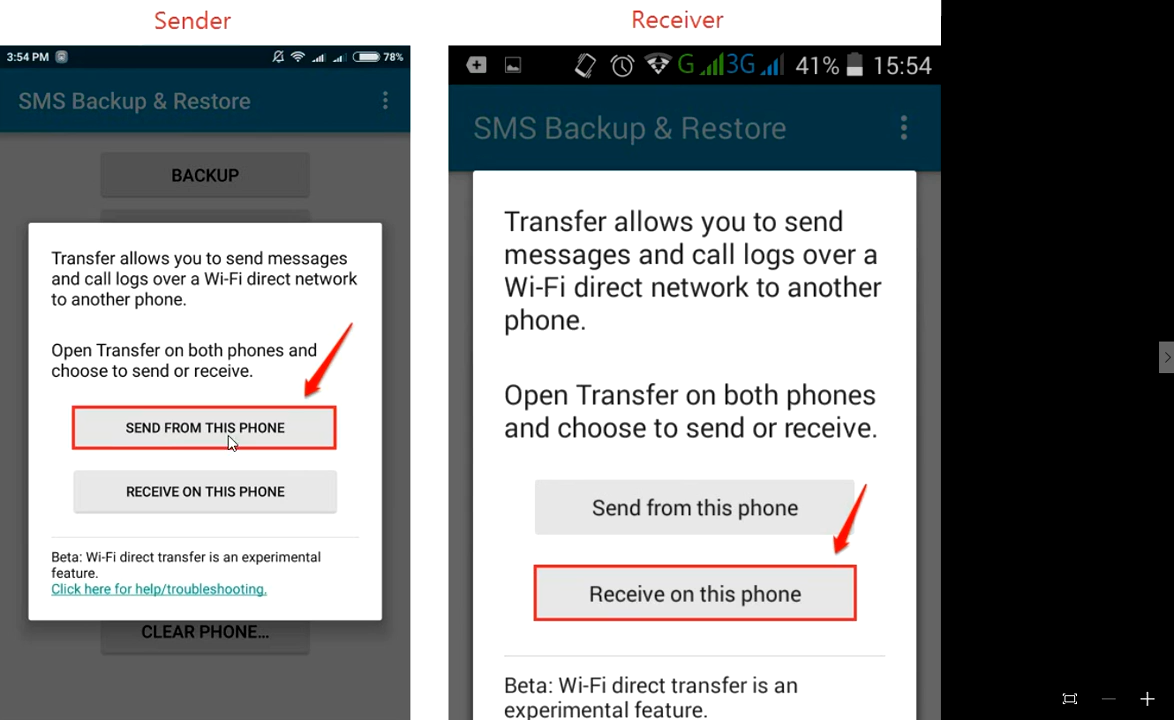 Sender
3:54 PM
78%
SMS Backup & Restore
BACKUP
Transfer allows you to send messages
and call logs over a Wi-Fi direct network
to another phone.
Open Transfer on both phones and
choose to send or receive.
SEND FROM THIS PHONE
RECEIVE ON THIS PHONE
Beta: Wi-Fi direct transfer is an experimental
feature.
Click here for help/troubleshooting.
CLEAR PHONE...
Receiver
G 3G 41% 15:54
SMS Backup & Restore
Transfer allows you to send
messages and call logs over a
Wi-Fi direct network to another
phone.
Open Transfer on both phones
and choose to send or receive.
Send from this phone
Receive on this phone
Beta: Wi-Fi direct transfer is an
experimental feature.